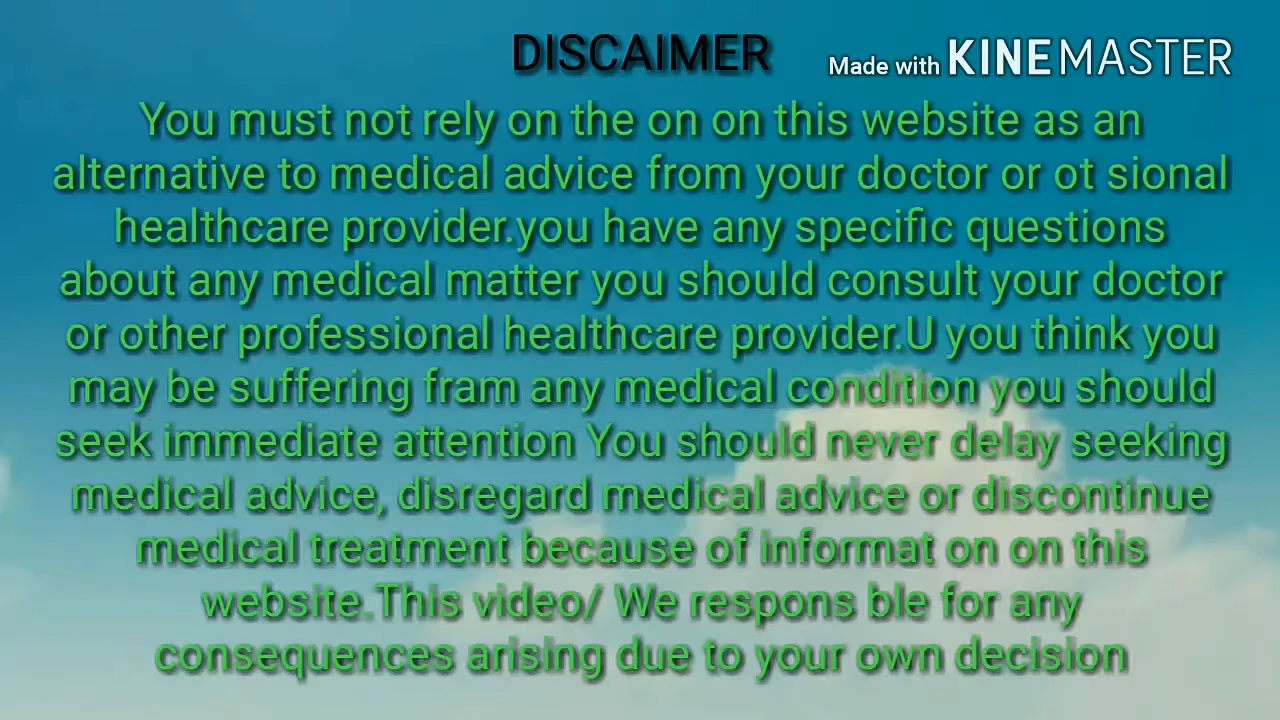 DISCAIMER
Made with KINEMASTER
You must not rely on the on on this website as an
alternative to medical advice from your doctor or ot sional
healthcare provider.you have any specific questions
about any medical matter you should consult your doctor
or other professional healthcare provider.U you think you
may be suffering fram any medical condition you should
seek immediate attention You should never delay seeking
medical advice, disregard medical advice or discontinue
medical treatment because of informat on on this
website.This video/ We respons ble for any
consequences arising due to your own decision